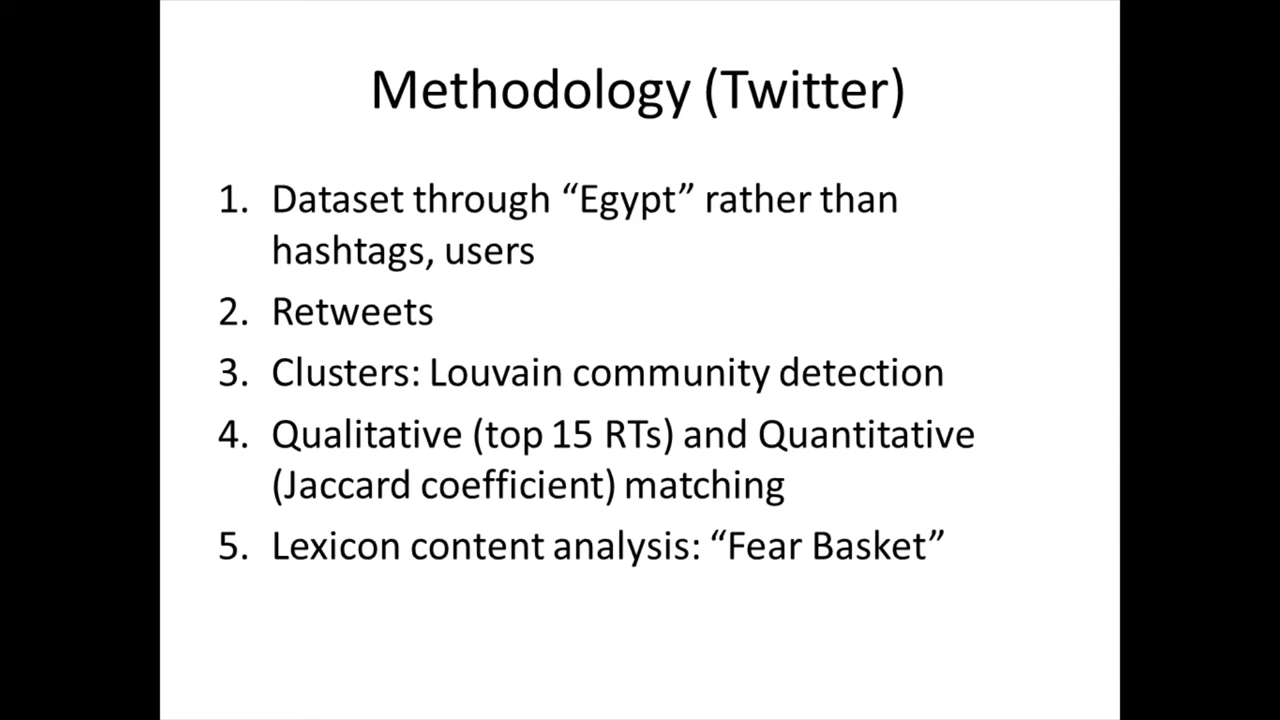 Methodology (Twitter)
1. Dataset through “Egypt” rather than
hashtags, users
2. Retweets
3. Clusters: Louvain community detection
4. Qualitative (top 15 RTs) and Quantitative
(Jaccard coefficient) matching
5. Lexicon content analysis: “Fear Basket”